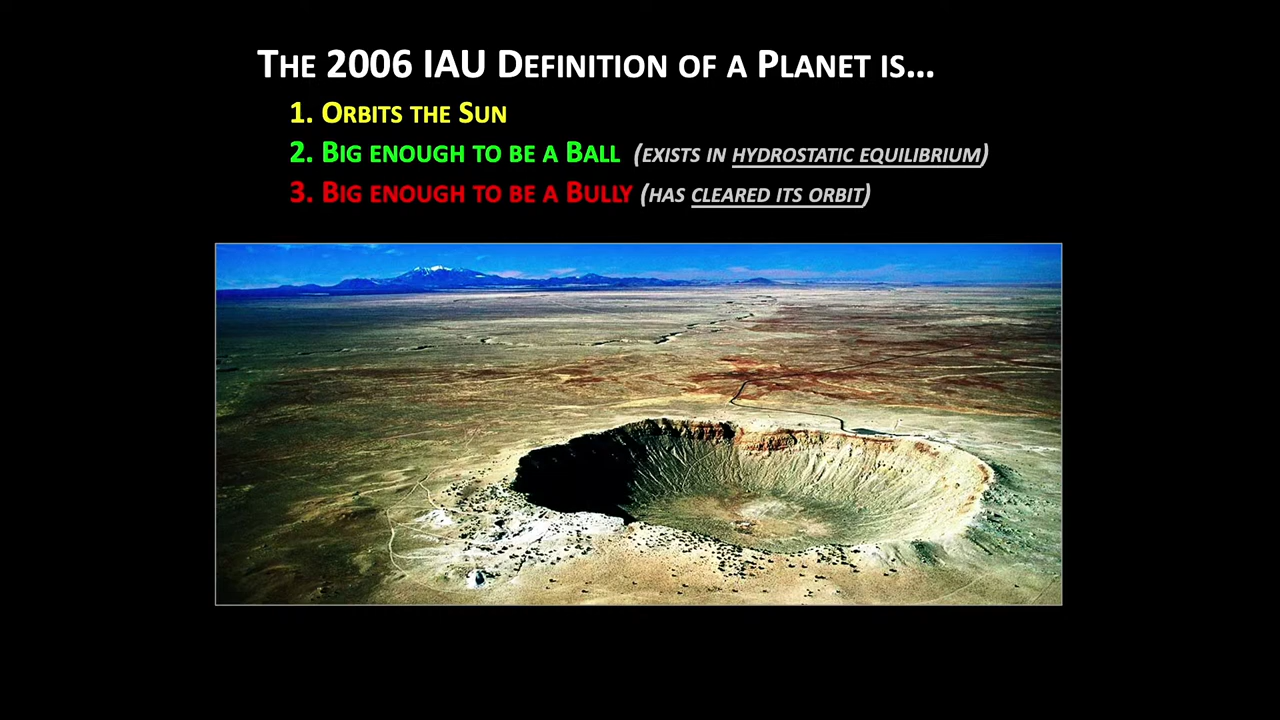 The 2006 IAU Definition of a Planet is...
1. Orbits the Sun
2. Big enough to be a Ball (exists in hydrostatic equilibrium)
3. Big enough to be a Bully (has cleared its orbit)